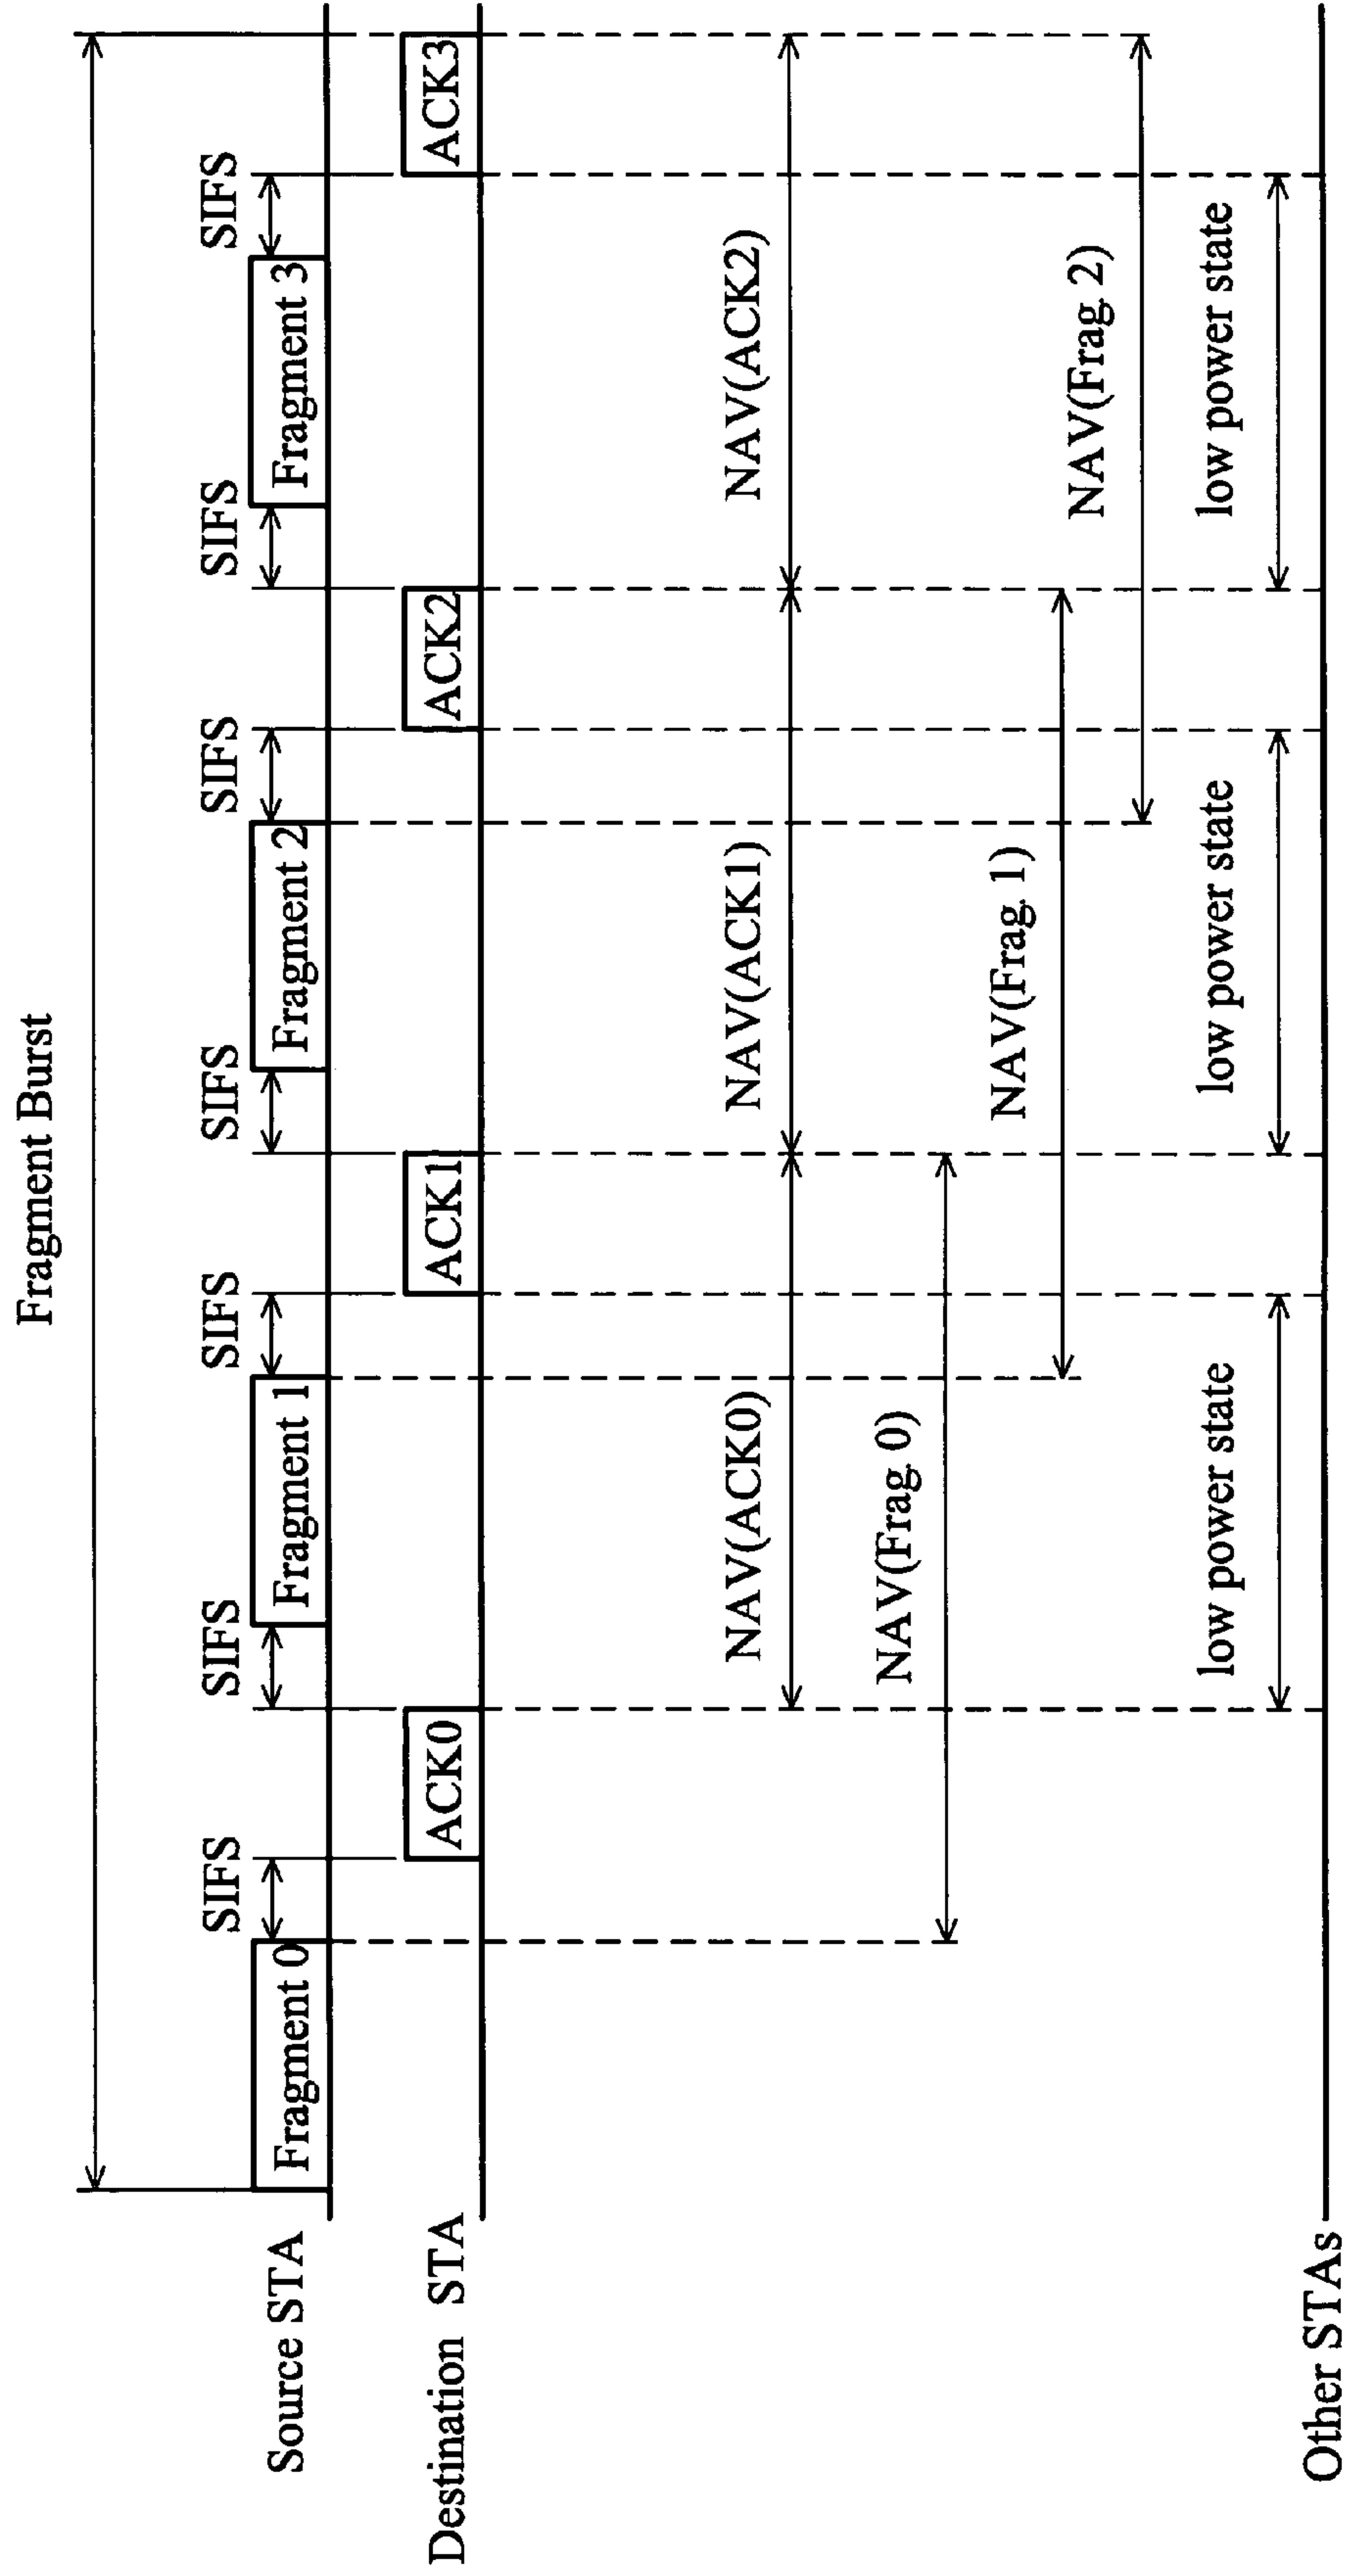 Fragment Burst
SIFS SIFS SIFS SIFS SIFS SIFS SIFS
Source STA
Fragment 0
Fragment 1
Fragment 2
Fragment 3
Destination STA
ACK0
ACK1
ACK2
ACK3
NAV(ACK0)
NAV(ACK1)
NAV(ACK2)
NAV(Frag 0)
NAV(Frag. 1)
NAV(Frag. 2)
low power state
low power state
low power state
Other STAs